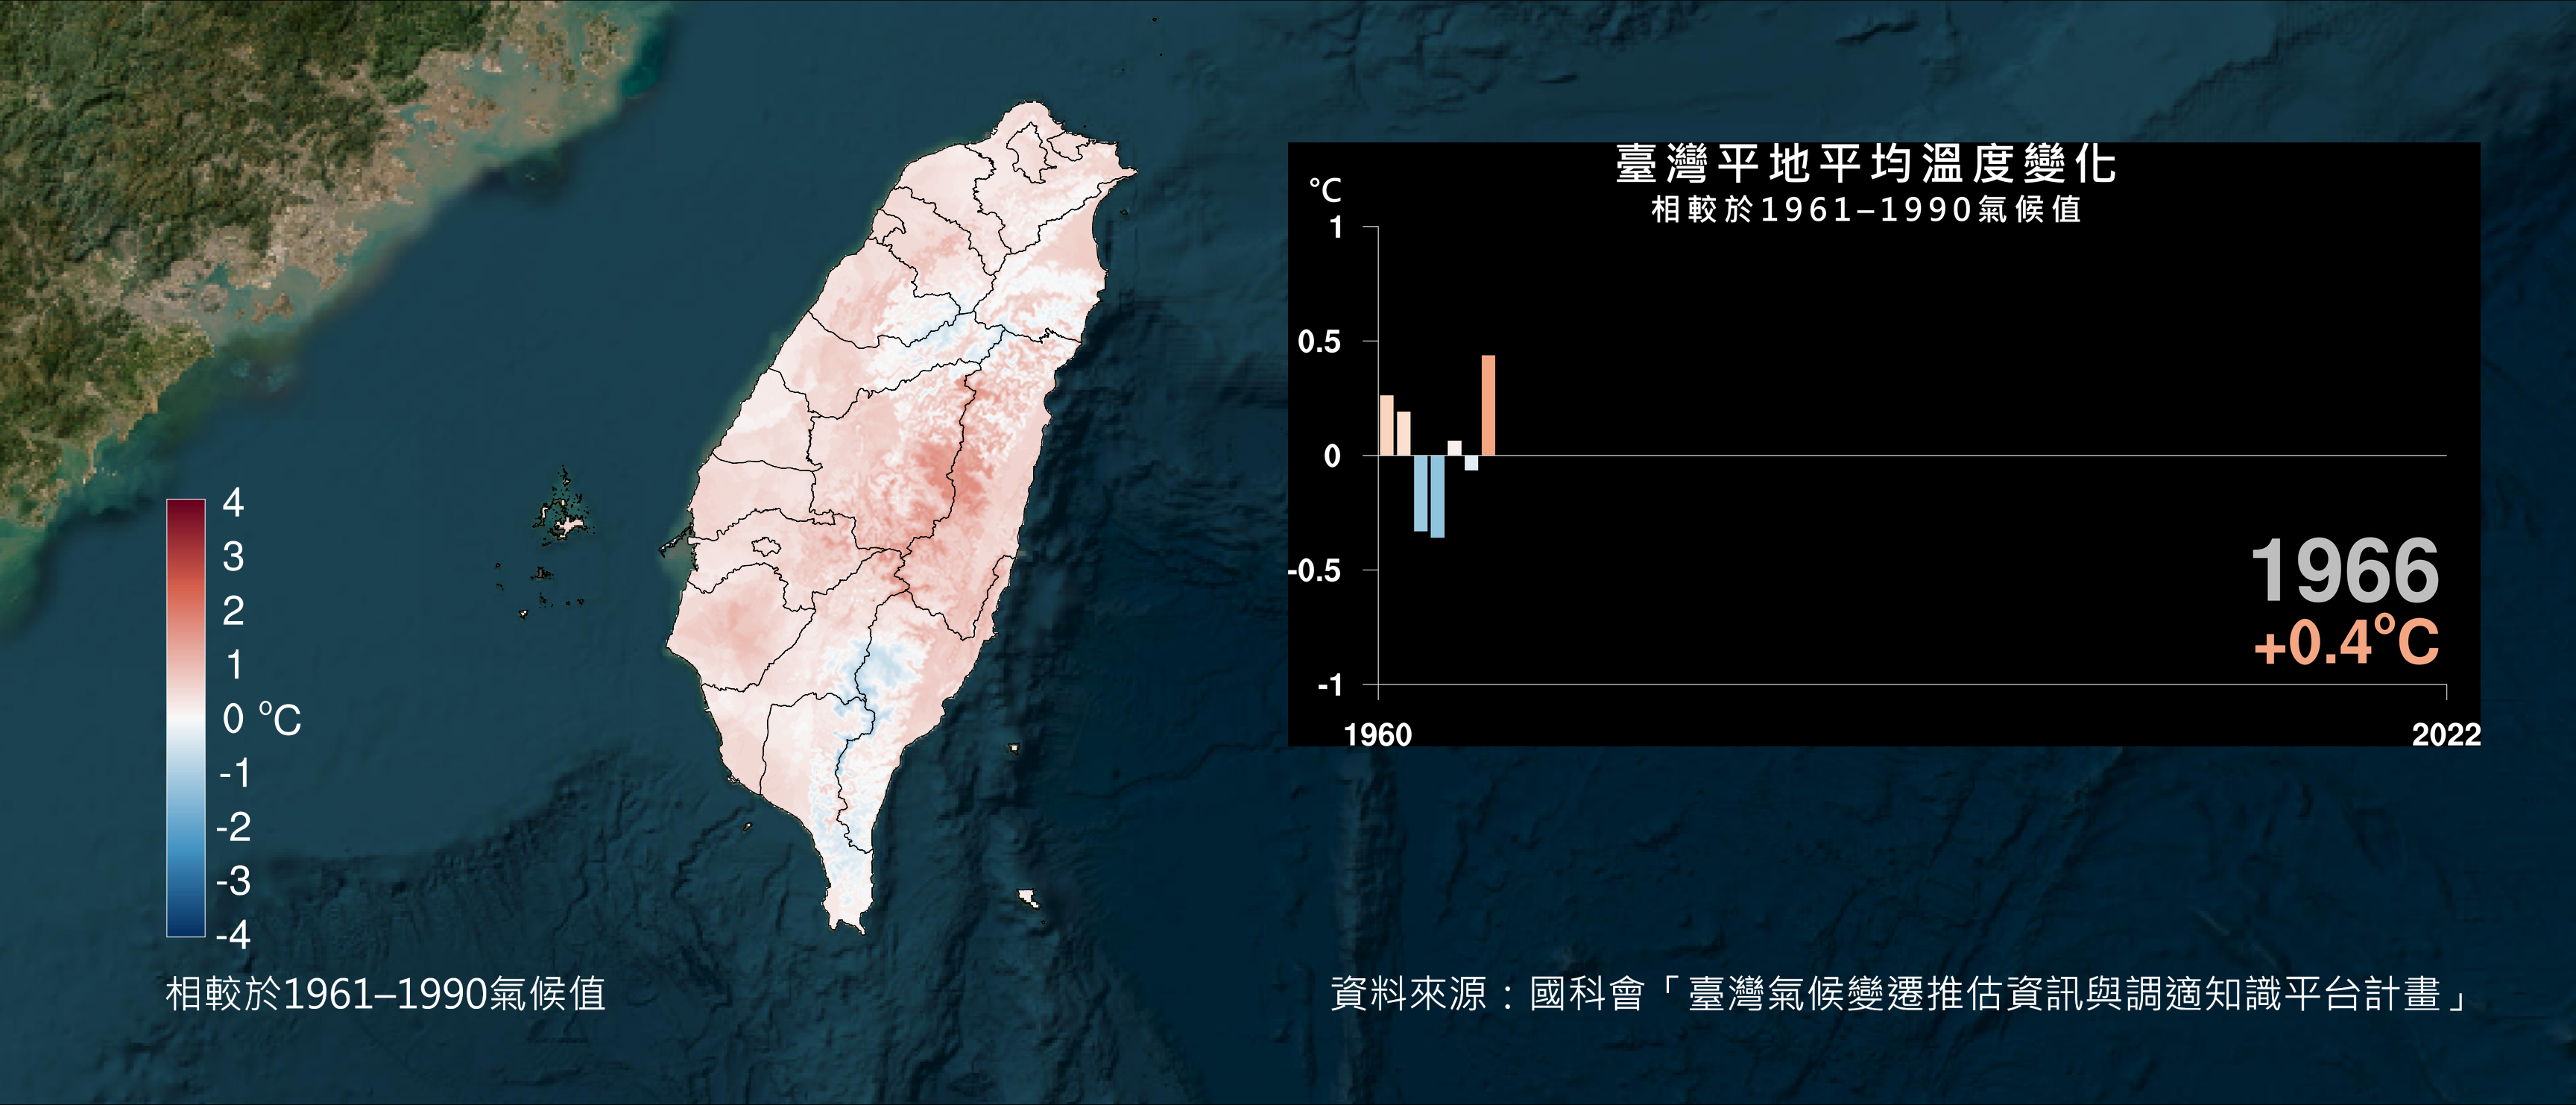 臺灣平地平均溫度變化
相較於1961–1990氣候值
°C
1
0.5
0
-0.5
-1
1960
2022
1966
+0.4°C
4
3
2
1
0 °C
-1
-2
-3
-4
相較於1961–1990氣候值
資料來源：國科會「臺灣氣候變遷推估資訊與調適知識平台計畫」